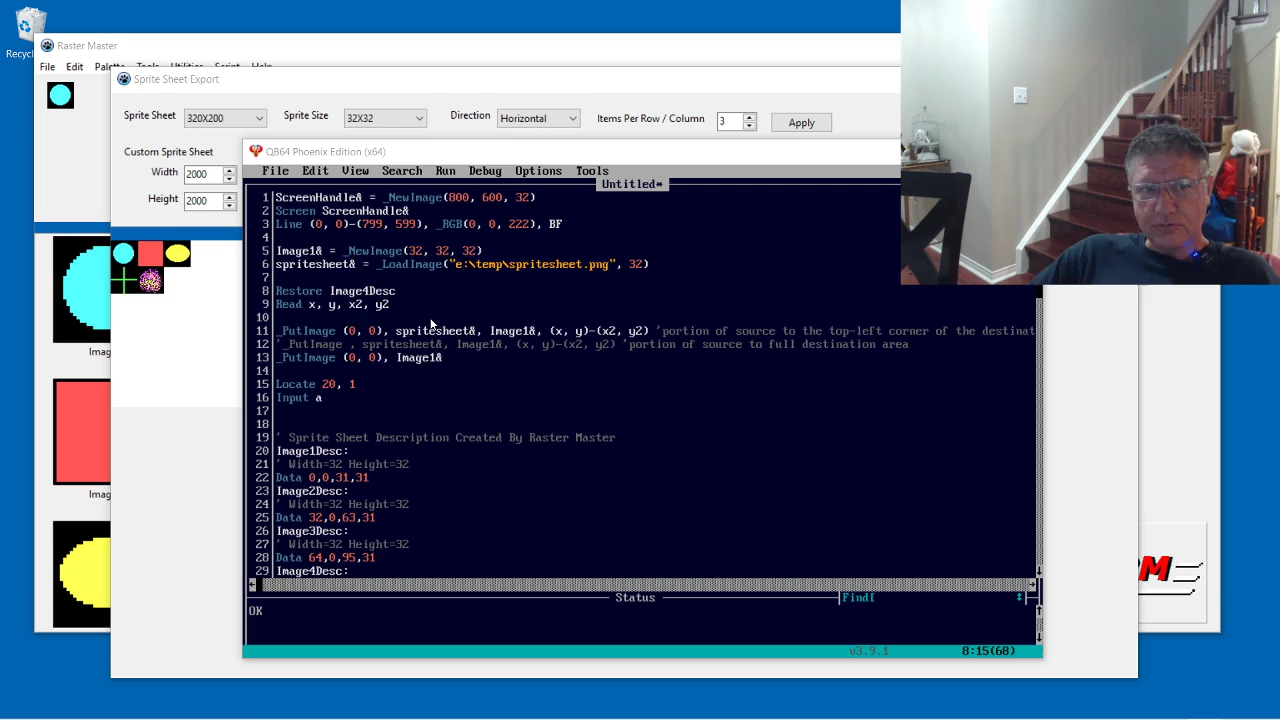 Recycl
Raster Master
File Edit Palette Tools Utilities Script Help
Sprite Sheet Export
Sprite Sheet 320X200 Sprite Size 32X32 Direction Horizontal Items Per Row / Column 3 Apply
Custom Sprite Sheet
Width 2000
Height 2000
QB64 Phoenix Edition (x64)
File Edit View Search Run Debug Options Tools
Untitled*
1 ScreenHandle& = _NewImage(800, 600, 32)
2 Screen ScreenHandle&
3 Line (0, 0)-(799, 599), _RGB(0, 0, 222), BF
4
5 Image1& = _NewImage(32, 32, 32)
6 spritesheet& = _LoadImage("e:\temp\spritesheet.png", 32)
7
8 Restore Image4Desc
9 Read x, y, x2, y2
10
11 _PutImage (0, 0), spritesheet&, Image1&, (x, y)-(x2, y2) 'portion of source to the top-left corner of the destinat
12 '_PutImage , spritesheet&, Image1&, (x, y)-(x2, y2) 'portion of source to full destination area
13 _PutImage (0, 0), Image1&
14
15 Locate 20, 1
16 Input a
17
18
19 ' Sprite Sheet Description Created By Raster Master
20 Image1Desc:
21 ' Width=32 Height=32
22 Data 0,0,31,31
23 Image2Desc:
24 ' Width=32 Height=32
25 Data 32,0,63,31
26 Image3Desc:
27 ' Width=32 Height=32
28 Data 64,0,95,31
29 Image4Desc:
Status
Find[
OK
v3.9.1 8:15(68)
Imag
Imag
M